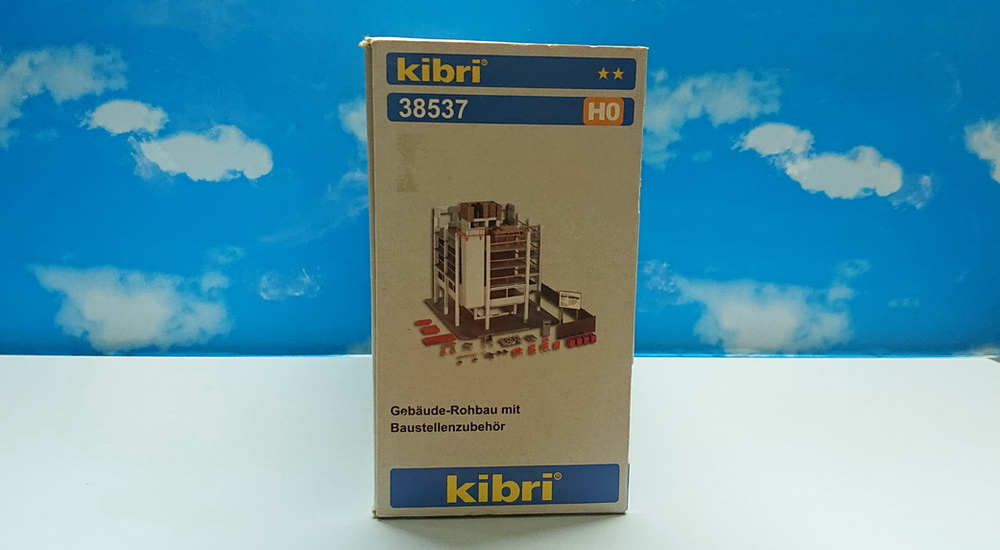 kibri®
38537
H0
Gebäude-Rohbau mit
Baustellenzubehör
kibri®